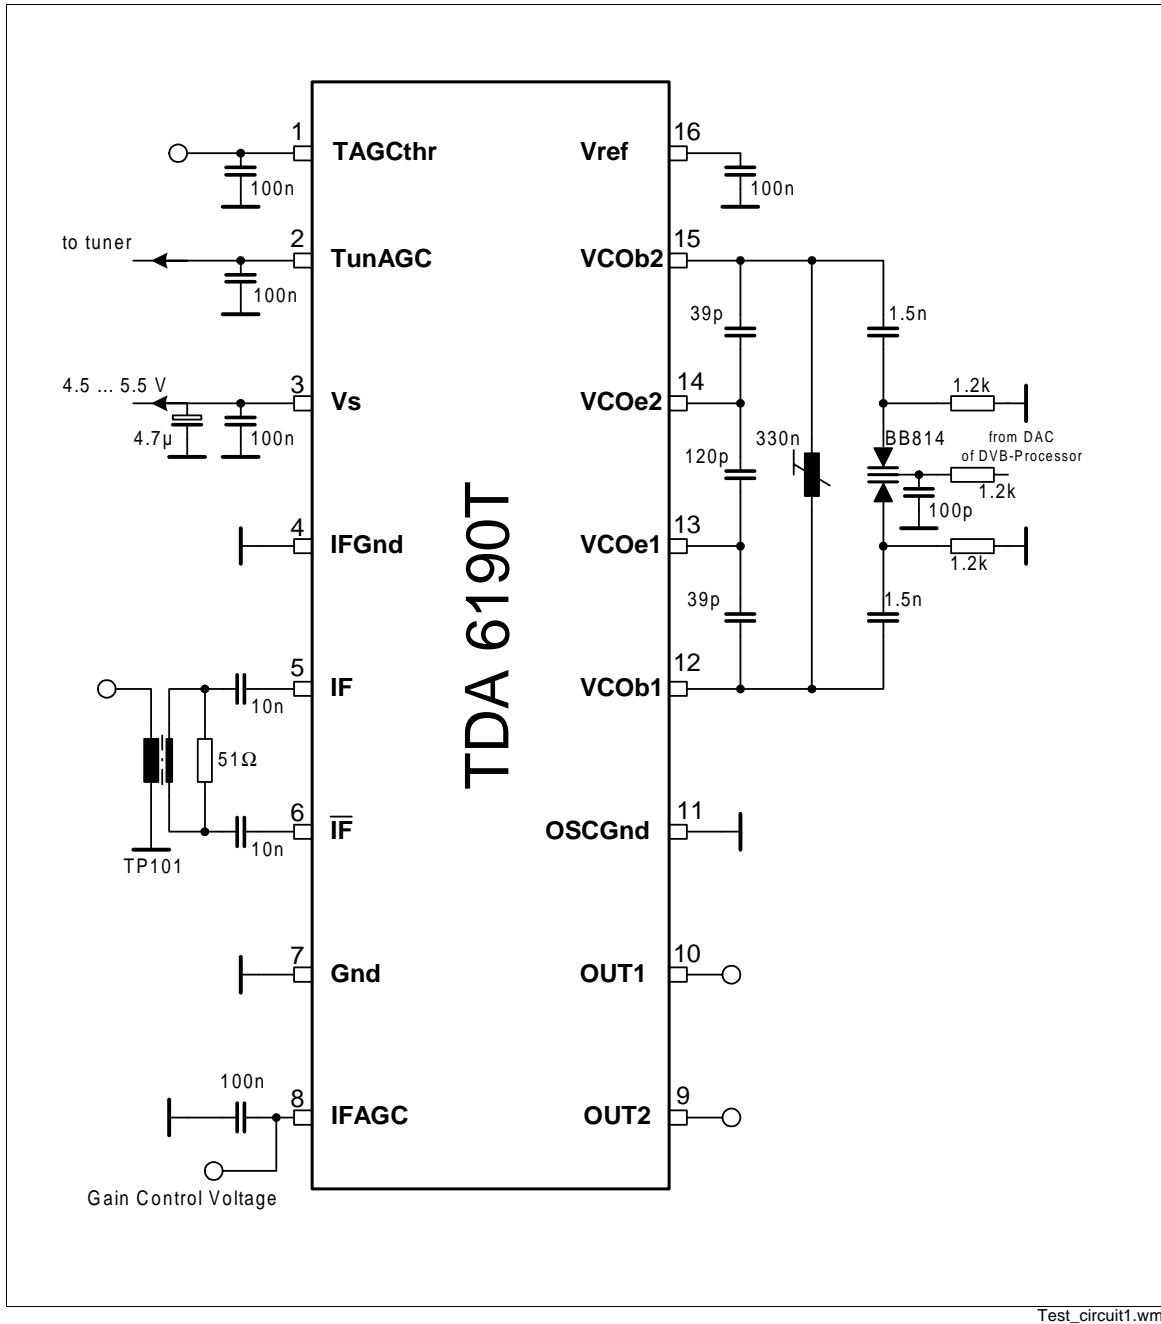 1
TAGCthr
100n
2
to tuner
TunAGC
100n
3
4.5 ... 5.5 V
Vs
4.7µ
100n
4
IFGnd
5
IF
10n
51Ω
6
I̅F̅
10n
TP101
7
Gnd
100n
8
IFAGC
Gain Control Voltage
TDA 6190T
16
Vref
100n
15
VCOb2
39p
1.5n
14
VCOe2
1.2k
330n
BB814
from DAC
of DVB-Processor
120p
1.2k
100p
13
VCOe1
1.2k
39p
1.5n
12
VCOb1
11
OSCGnd
10
OUT1
9
OUT2
Test_circuit1.wm